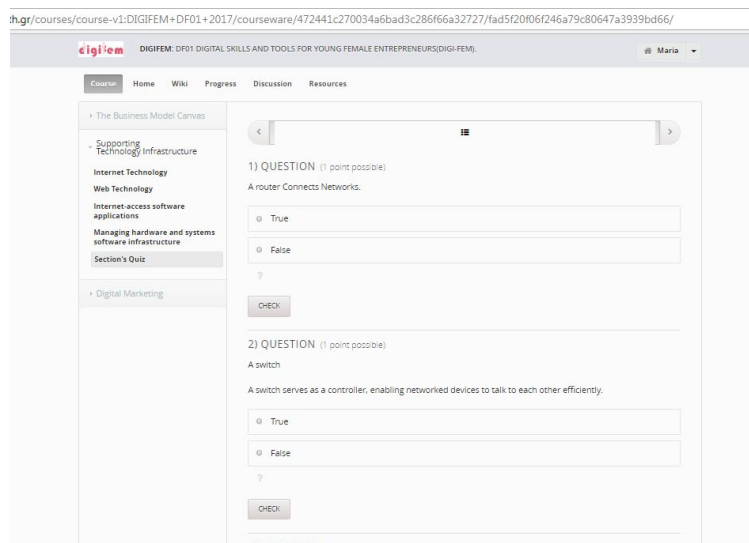 th.gr/courses/course-v1:DIGIFEM+DF01+2017/courseware/472441c270034a6bad3c286f66a32727/fad5f20f06f246a79c80647a3939bd66/
digifem DIGIFEM: DF01 DIGITAL SKILLS AND TOOLS FOR YOUNG FEMALE ENTREPRENEURS(DIGI-FEM). Maria
Course Home Wiki Progress Discussion Resources
The Business Model Canvas
Supporting
Technology Infrastructure
Internet Technology
Web Technology
Internet-access software
applications
Managing hardware and systems
software infrastructure
Section's Quiz
Digital Marketing
1) QUESTION (1 point possible)
A router Connects Networks.
True
False
?
CHECK
2) QUESTION (1 point possible)
A switch
A switch serves as a controller, enabling networked devices to talk to each other efficiently.
True
False
?
CHECK